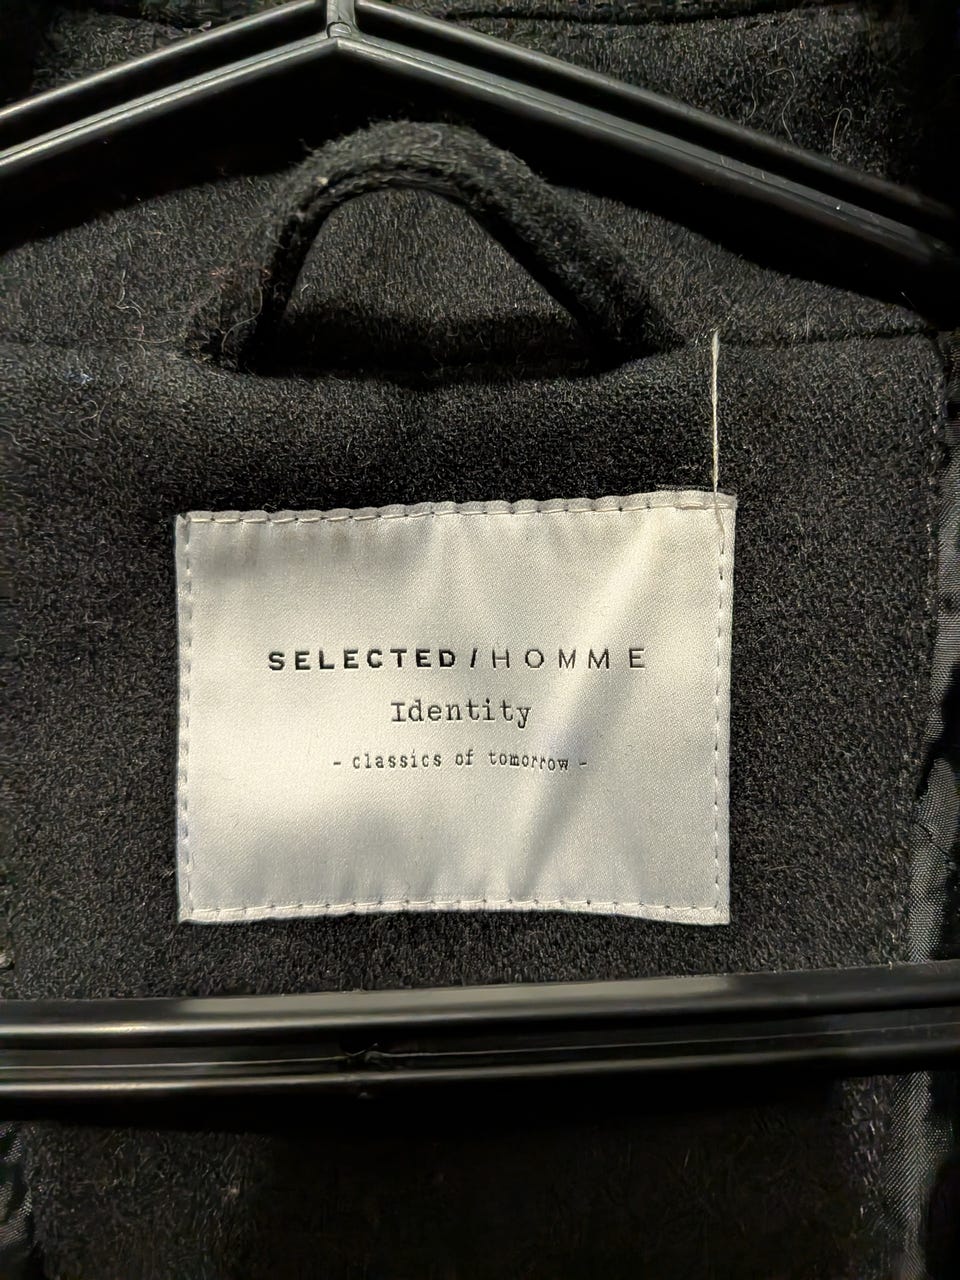 SELECTED/HOMME
Identity
- classics of tomorrow -